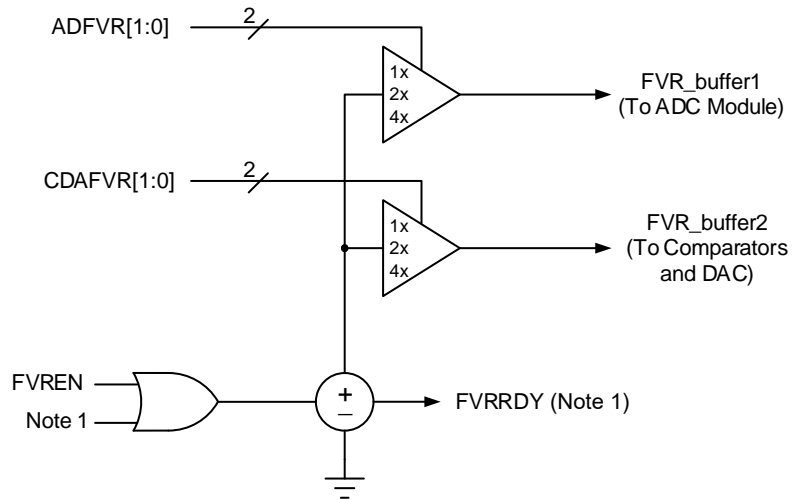 ADFVR[1:0]
2
1x
2x
4x
FVR_buffer1
(To ADC Module)
CDAFVR[1:0]
2
1x
2x
4x
FVR_buffer2
(To Comparators
and DAC)
FVREN
Note 1
+
–
FVRRDY (Note 1)